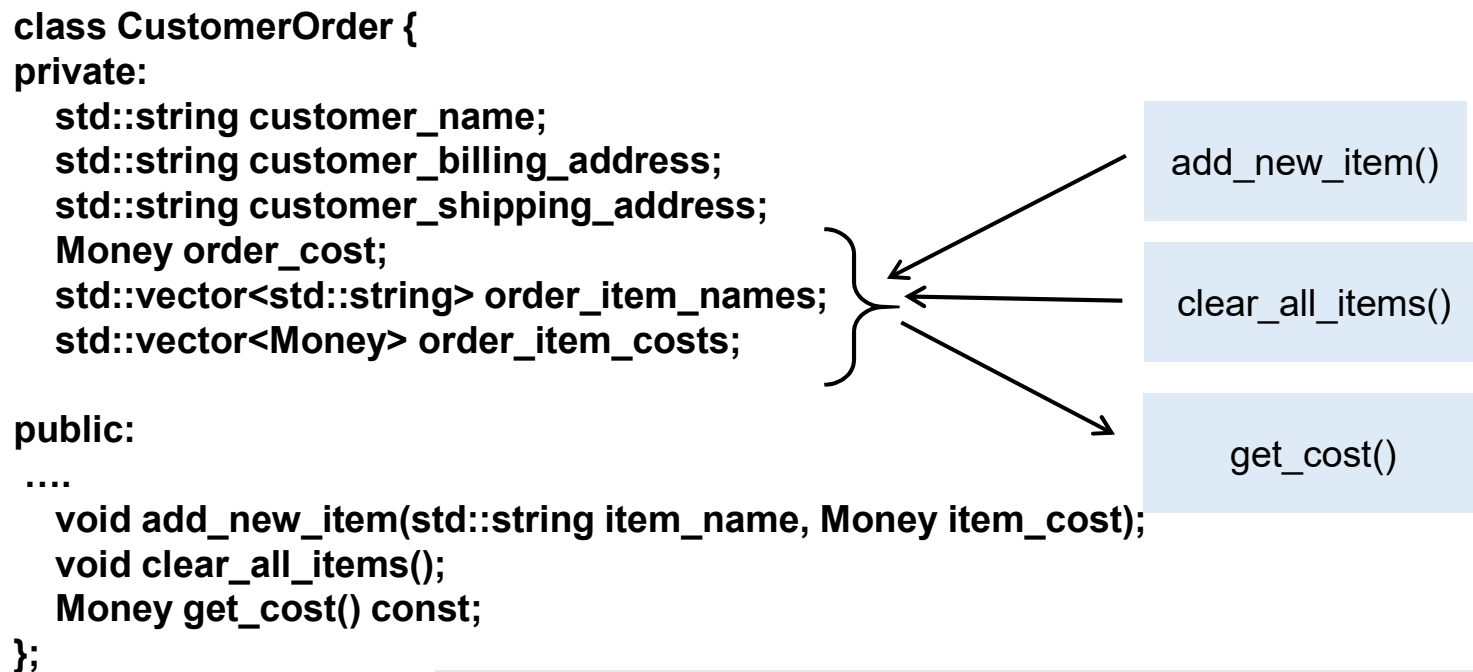 class CustomerOrder {
private:
std::string customer_name;
std::string customer_billing_address;
std::string customer_shipping_address;
Money order_cost;
std::vector<std::string> order_item_names;
std::vector<Money> order_item_costs;
public:
….
void add_new_item(std::string item_name, Money item_cost);
void clear_all_items();
Money get_cost() const;
};
add_new_item()
clear_all_items()
get_cost()